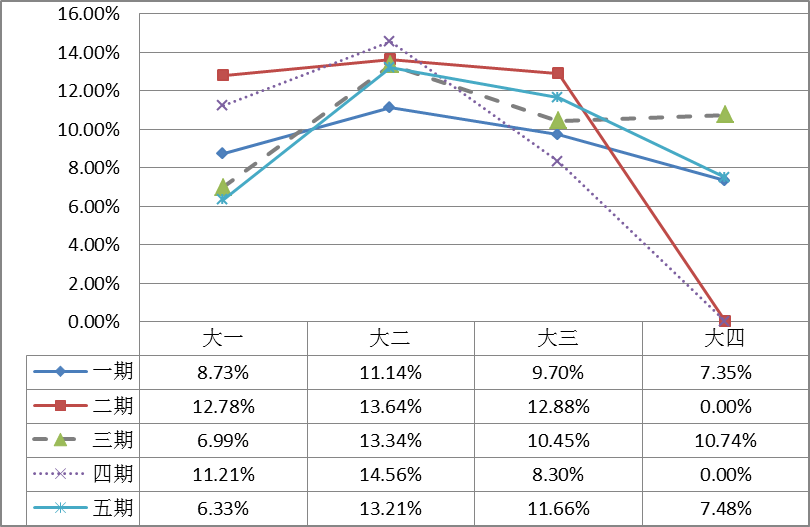 16.00%
14.00%
12.00%
10.00%
8.00%
6.00%
4.00%
2.00%
0.00%
大一 大二 大三 大四
一期 8.73% 11.14% 9.70% 7.35%
二期 12.78% 13.64% 12.88% 0.00%
三期 6.99% 13.34% 10.45% 10.74%
四期 11.21% 14.56% 8.30% 0.00%
五期 6.33% 13.21% 11.66% 7.48%